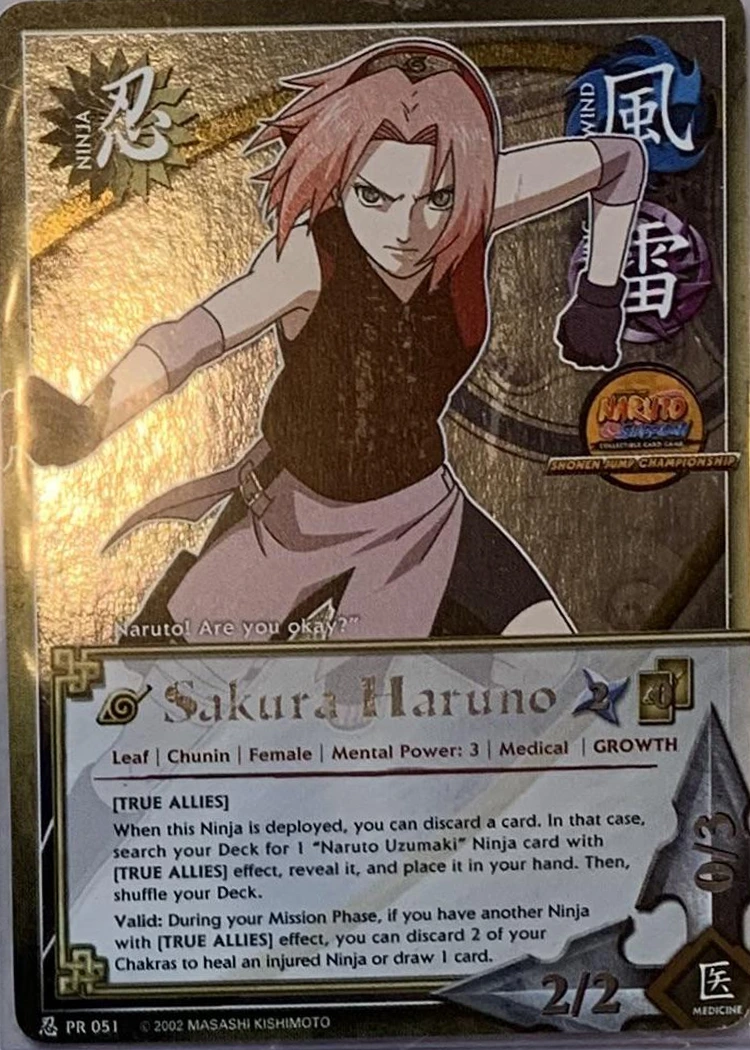 忍
NINJA
風
WIND
雷
NARUTO
COLLECTIBLE CARD GAME
SHONEN JUMP CHAMPIONSHIP
Naruto! Are you okay?"
Sakura Haruno 2 0
Leaf | Chunin | Female | Mental Power: 3 | Medical | GROWTH
[TRUE ALLIES]
When this Ninja is deployed, you can discard a card. In that case,
search your Deck for 1 "Naruto Uzumaki" Ninja card with
[TRUE ALLIES] effect, reveal it, and place it in your hand. Then,
shuffle your Deck.
Valid: During your Mission Phase, if you have another Ninja
with [TRUE ALLIES] effect, you can discard 2 of your
Chakras to heal an injured Ninja or draw 1 card.
0/3
2/2
医
MEDICINE
忍 PR 051 © 2002 MASASHI KISHIMOTO